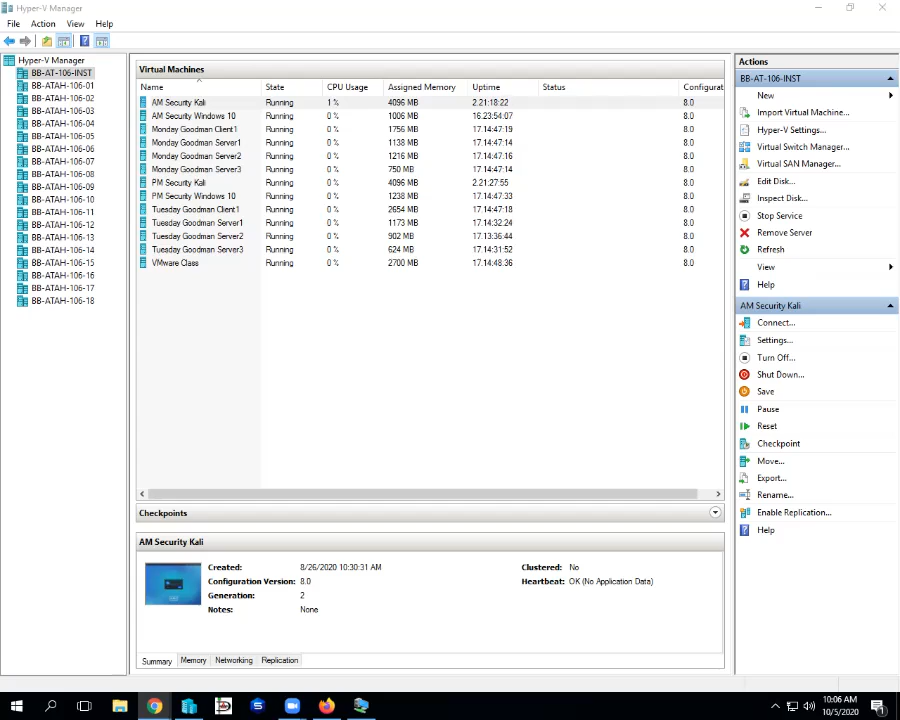 Hyper-V Manager
File Action View Help
Hyper-V Manager
BB-AT-106-INST
BB-ATAH-106-01
BB-ATAH-106-02
BB-ATAH-106-03
BB-ATAH-106-04
BB-ATAH-106-05
BB-ATAH-106-06
BB-ATAH-106-07
BB-ATAH-106-08
BB-ATAH-106-09
BB-ATAH-106-10
BB-ATAH-106-11
BB-ATAH-106-12
BB-ATAH-106-13
BB-ATAH-106-14
BB-ATAH-106-15
BB-ATAH-106-16
BB-ATAH-106-17
BB-ATAH-106-18
Virtual Machines
Name State CPU Usage Assigned Memory Uptime Status Configurat
AM Security Kali Running 1 % 4096 MB 2.21:18:22 8.0
AM Security Windows 10 Running 0 % 1006 MB 16.23:54:07 8.0
Monday Goodman Client1 Running 0 % 1756 MB 17.14:47:19 8.0
Monday Goodman Server1 Running 0 % 1138 MB 17.14:47:14 8.0
Monday Goodman Server2 Running 0 % 1216 MB 17.14:47:16 8.0
Monday Goodman Server3 Running 0 % 750 MB 17.14:47:14 8.0
PM Security Kali Running 0 % 4096 MB 2.21:27:55 8.0
PM Security Windows 10 Running 0 % 1238 MB 17.14:47:33 8.0
Tuesday Goodman Client1 Running 0 % 2654 MB 17.14:47:18 8.0
Tuesday Goodman Server1 Running 0 % 1173 MB 17.14:32:24 8.0
Tuesday Goodman Server2 Running 0 % 902 MB 17.13:36:44 8.0
Tuesday Goodman Server3 Running 0 % 624 MB 17.14:31:52 8.0
VMware Class Running 0 % 2700 MB 17.14:48:36 8.0
Checkpoints
AM Security Kali
Created: 8/26/2020 10:30:31 AM Clustered: No
Configuration Version: 8.0 Heartbeat: OK (No Application Data)
Generation: 2
Notes: None
Summary Memory Networking Replication
Actions
BB-AT-106-INST
New
Import Virtual Machine...
Hyper-V Settings...
Virtual Switch Manager...
Virtual SAN Manager...
Edit Disk...
Inspect Disk...
Stop Service
Remove Server
Refresh
View
Help
AM Security Kali
Connect...
Settings...
Turn Off...
Shut Down...
Save
Pause
Reset
Checkpoint
Move...
Export...
Rename...
Enable Replication...
Help
10:06 AM
10/5/2020